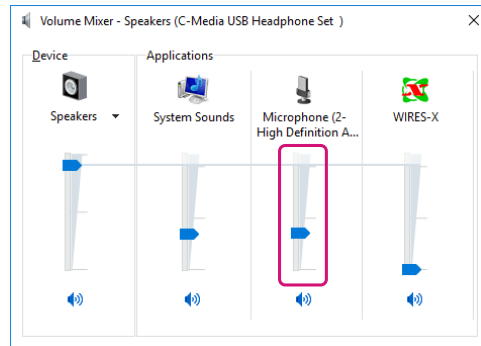 Volume Mixer - Speakers (C-Media USB Headphone Set )
Device
Applications
Speakers
System Sounds
Microphone (2-
High Definition A...
WIRES-X